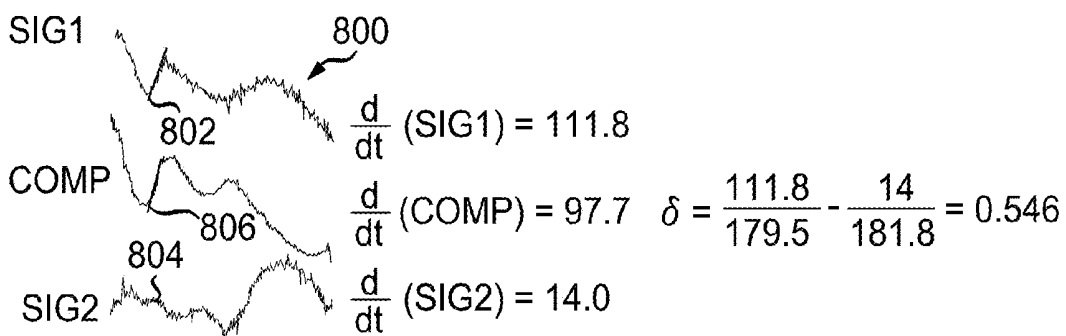 SIG1
800
802
d/dt (SIG1) = 111.8
COMP
806
d/dt (COMP) = 97.7 δ = 111.8/179.5 - 14/181.8 = 0.546
804
SIG2
d/dt (SIG2) = 14.0